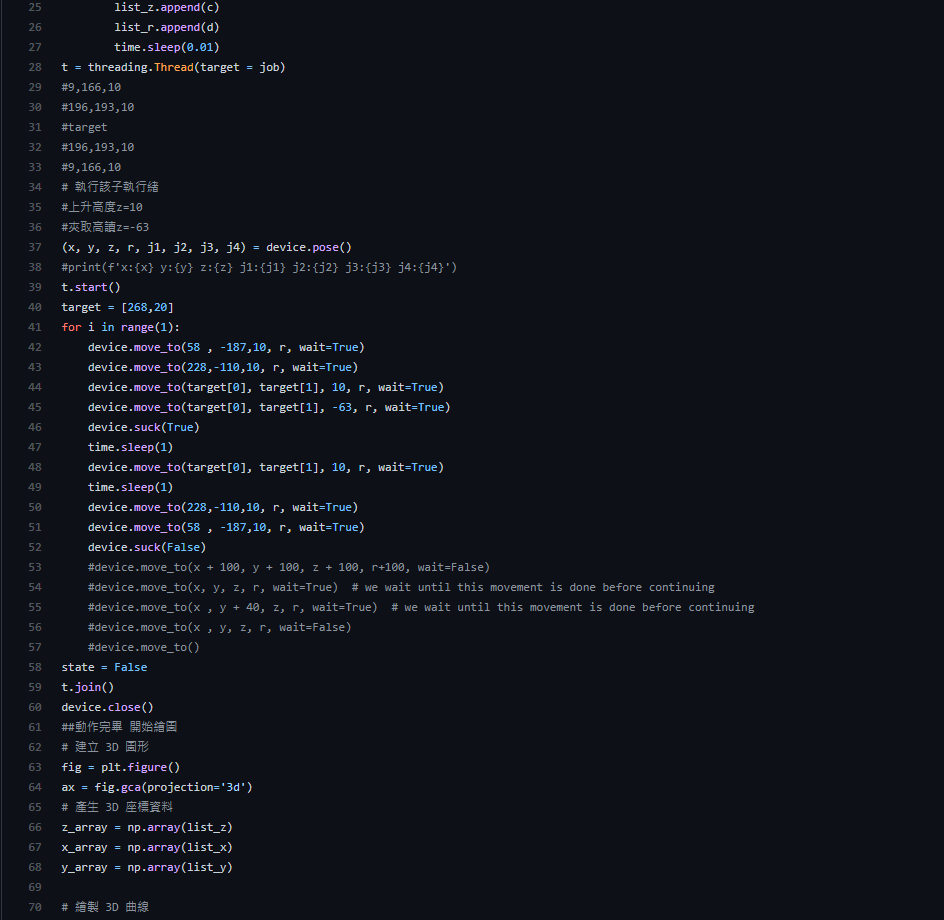 25 list_z.append(c)
26 list_r.append(d)
27 time.sleep(0.01)
28 t = threading.Thread(target = job)
29 #9,166,10
30 #196,193,10
31 #target
32 #196,193,10
33 #9,166,10
34 # 執行該子執行緒
35 #上升高度z=10
36 #夾取高讀z=-63
37 (x, y, z, r, j1, j2, j3, j4) = device.pose()
38 #print(f'x:{x} y:{y} z:{z} j1:{j1} j2:{j2} j3:{j3} j4:{j4}')
39 t.start()
40 target = [268,20]
41 for i in range(1):
42 device.move_to(58 , -187,10, r, wait=True)
43 device.move_to(228,-110,10, r, wait=True)
44 device.move_to(target[0], target[1], 10, r, wait=True)
45 device.move_to(target[0], target[1], -63, r, wait=True)
46 device.suck(True)
47 time.sleep(1)
48 device.move_to(target[0], target[1], 10, r, wait=True)
49 time.sleep(1)
50 device.move_to(228,-110,10, r, wait=True)
51 device.move_to(58 , -187,10, r, wait=True)
52 device.suck(False)
53 #device.move_to(x + 100, y + 100, z + 100, r+100, wait=False)
54 #device.move_to(x, y, z, r, wait=True)  # we wait until this movement is done before continuing
55 #device.move_to(x , y + 40, z, r, wait=True)  # we wait until this movement is done before continuing
56 #device.move_to(x , y, z, r, wait=False)
57 #device.move_to()
58 state = False
59 t.join()
60 device.close()
61 ##動作完畢 開始繪圖
62 # 建立 3D 圖形
63 fig = plt.figure()
64 ax = fig.gca(projection='3d')
65 # 產生 3D 座標資料
66 z_array = np.array(list_z)
67 x_array = np.array(list_x)
68 y_array = np.array(list_y)
69
70 # 繪製 3D 曲線